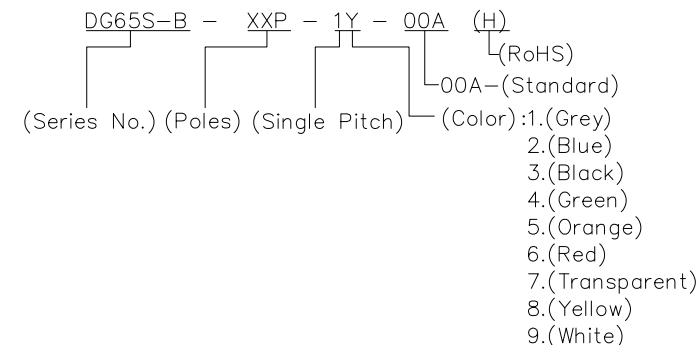 DG65S-B - XXP - 1Y - 00A (H)
(RoHS)
00A-(Standard)
(Series No.) (Poles) (Single Pitch) (Color):1.(Grey)
2.(Blue)
3.(Black)
4.(Green)
5.(Orange)
6.(Red)
7.(Transparent)
8.(Yellow)
9.(White)